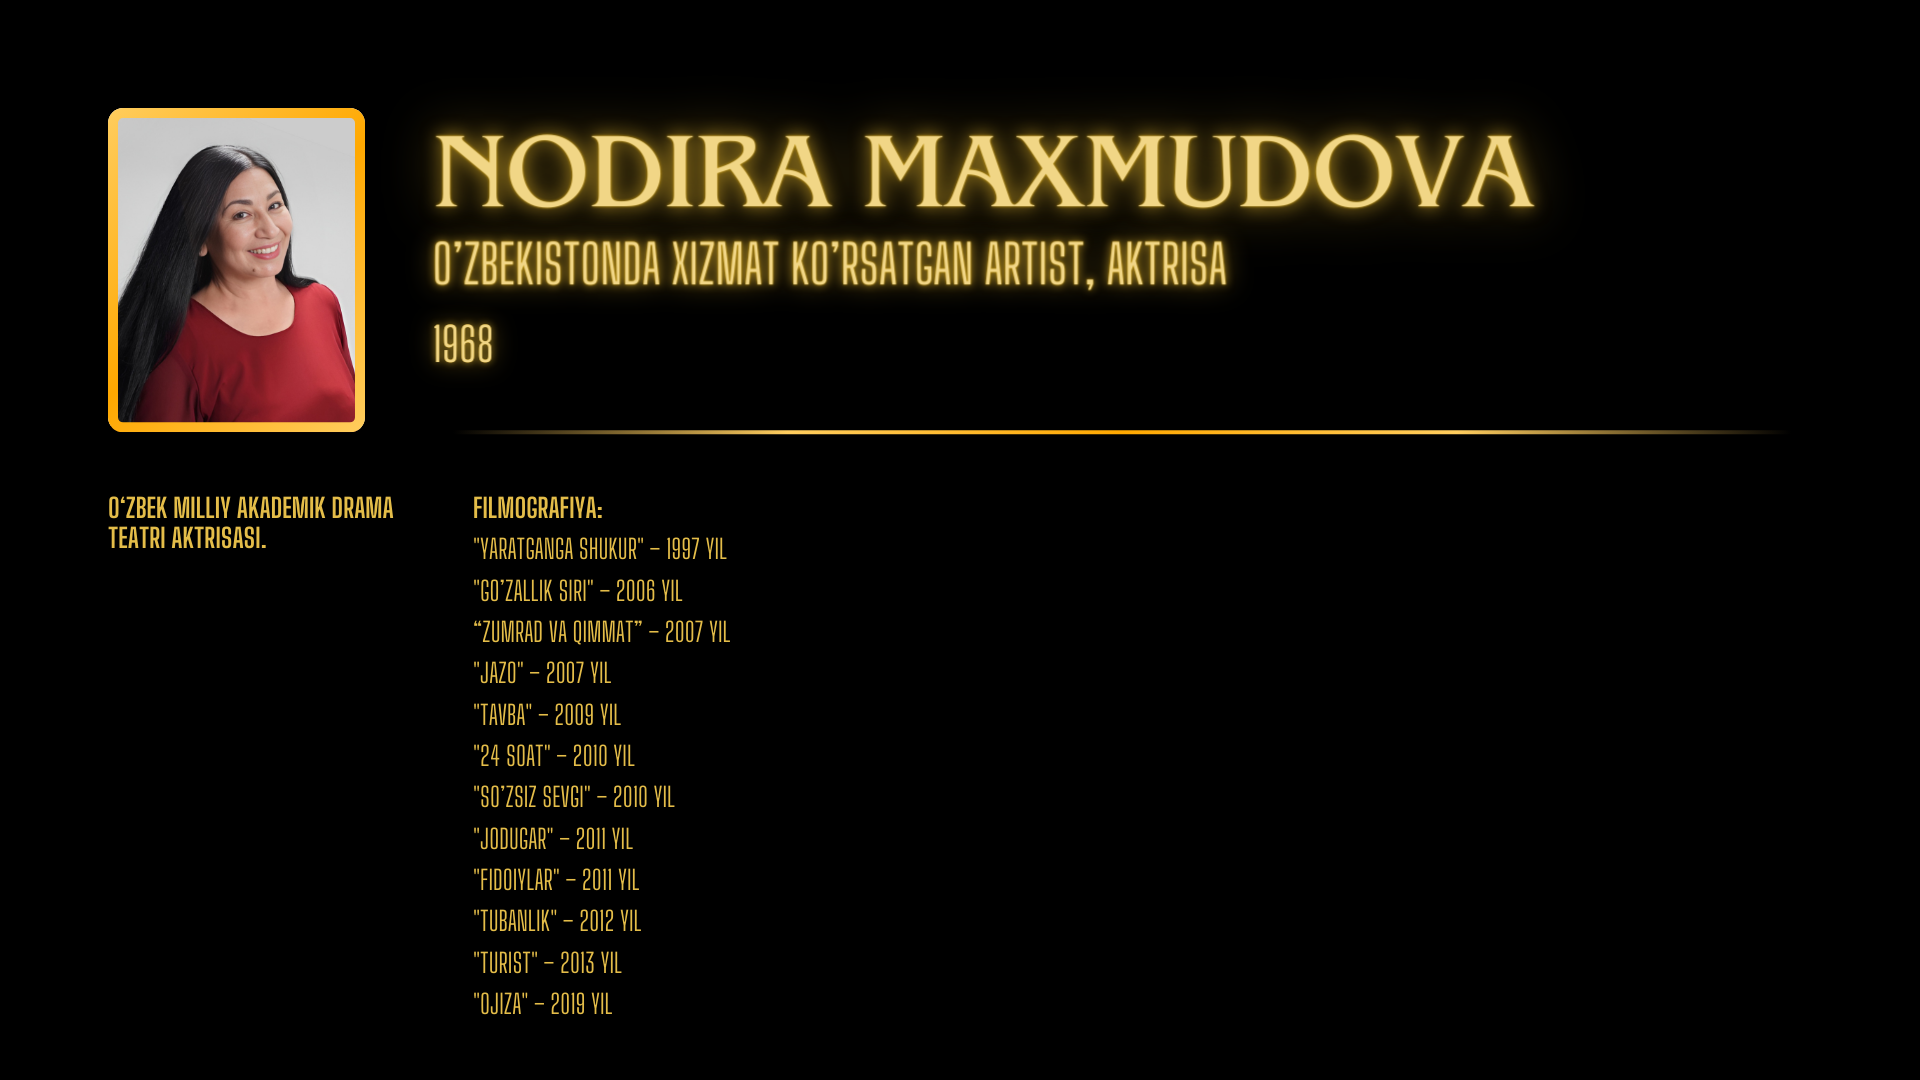 NODIRA MAXMUDOVA
O’ZBEKISTONDA XIZMAT KO’RSATGAN ARTIST, AKTRISA
1968
O‘ZBEK MILLIY AKADEMIK DRAMA
TEATRI AKTRISASI.
FILMOGRAFIYA:
"YARATGANGA SHUKUR" – 1997 YIL
"GO’ZALLIK SIRI" – 2006 YIL
“ZUMRAD VA QIMMAT” – 2007 YIL
"JAZO" – 2007 YIL
"TAVBA" – 2009 YIL
"24 SOAT" – 2010 YIL
"SO’ZSIZ SEVGI" – 2010 YIL
"JODUGAR" – 2011 YIL
"FIDOIYLAR" – 2011 YIL
"TUBANLIK" – 2012 YIL
"TURIST" – 2013 YIL
"OJIZA" – 2019 YIL